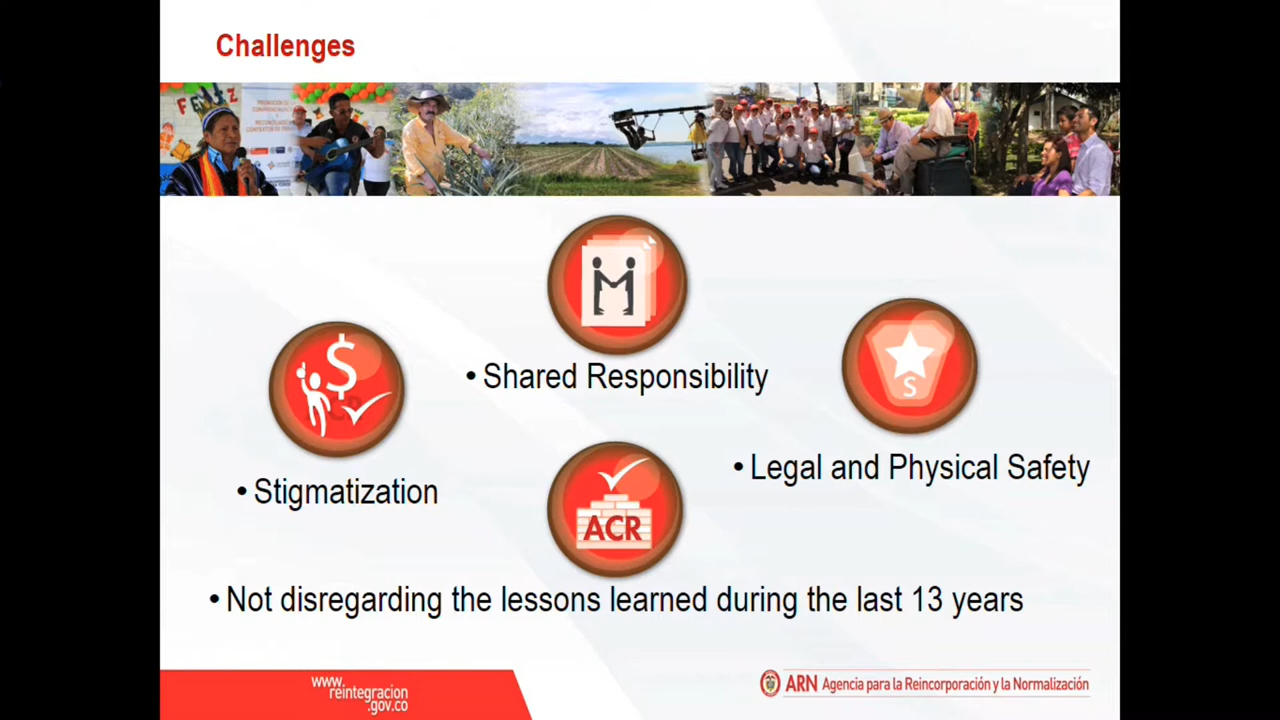 Challenges
FELIZ
• Shared Responsibility
$
S
• Legal and Physical Safety
• Stigmatization
ACR
• Not disregarding the lessons learned during the last 13 years
www.
reintegracion
.gov.co
ARN Agencia para la Reincorporación y la Normalización